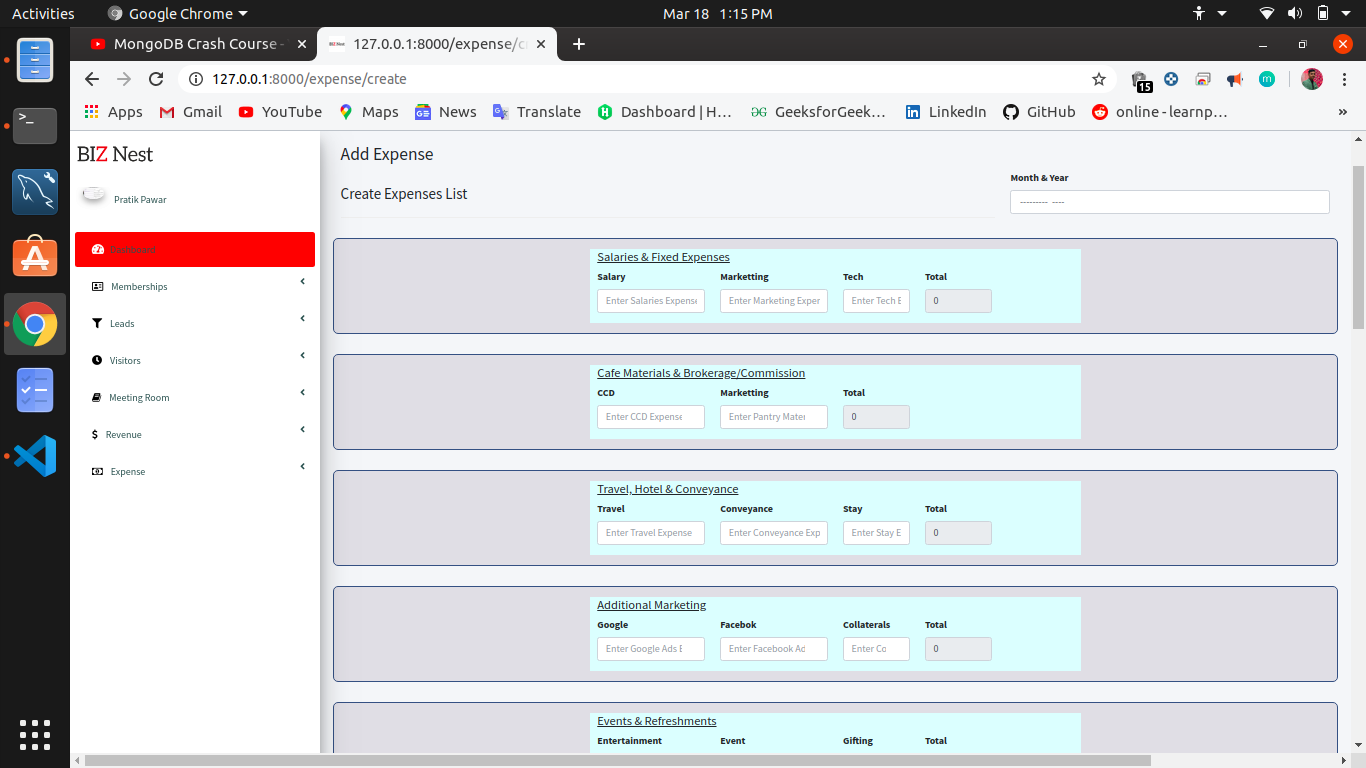 Activities Google Chrome Mar 18 1:15 PM
MongoDB Crash Course - 127.0.0.1:8000/expense/c
127.0.0.1:8000/expense/create 15
Apps Gmail YouTube Maps News Translate Dashboard | H... GeeksforGeek... LinkedIn GitHub online - learnp...
BIZ Nest
Pratik Pawar
Dashboard
Memberships
Leads
Visitors
Meeting Room
Revenue
Expense
Add Expense
Create Expenses List
Month & Year
--------- ----
Salaries & Fixed Expenses
Salary Marketting Tech Total
Enter Salaries Expense Enter Marketing Exper Enter Tech E 0
Cafe Materials & Brokerage/Commission
CCD Marketting Total
Enter CCD Expense Enter Pantry Mater 0
Travel, Hotel & Conveyance
Travel Conveyance Stay Total
Enter Travel Expense Enter Conveyance Exp Enter Stay E 0
Additional Marketing
Google Facebok Collaterals Total
Enter Google Ads E Enter Facebook Ad Enter Co 0
Events & Refreshments
Entertainment Event Gifting Total